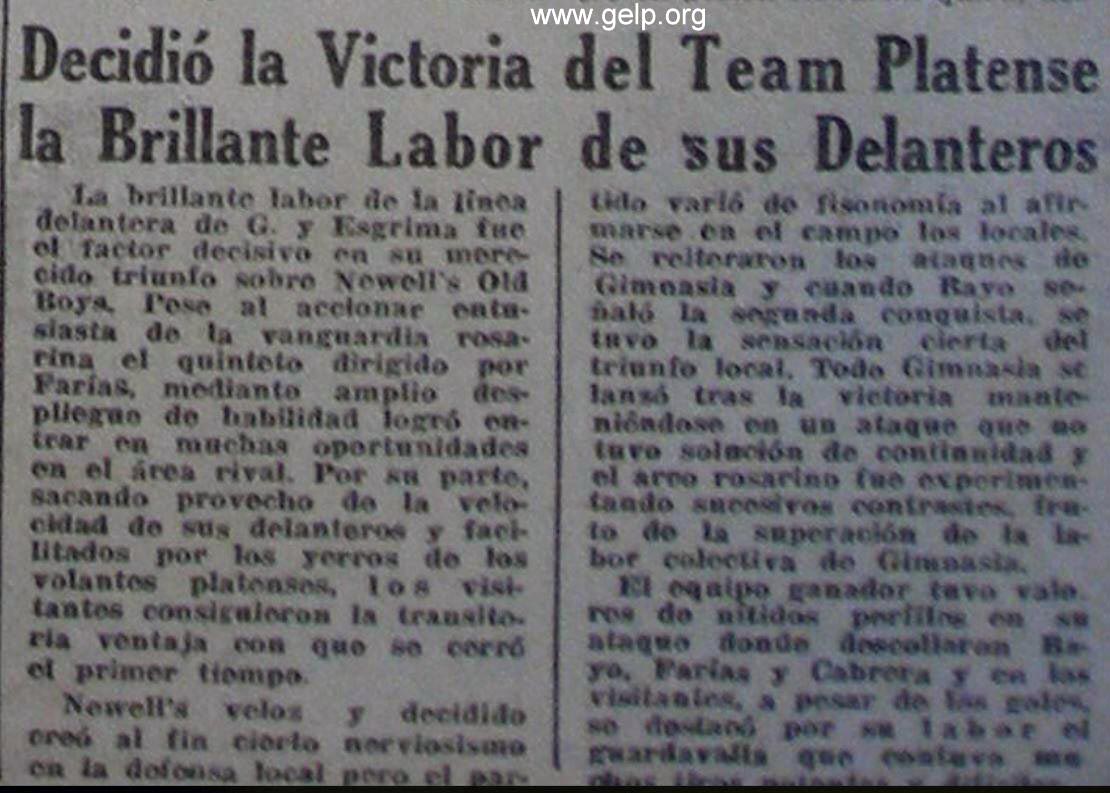 www.gelp.org
Decidió la Victoria del Team Platense
la Brillante Labor de sus Delanteros
La brillante labor de la línea
delantera de G. y Esgrima fue
el factor decisivo en su mere-
cido triunfo sobre Newell's Old
Boys. Pese al accionar entu-
siasta de la vanguardia rosa-
rina el quinteto dirigido por
Farías, mediante amplio des-
pliegue de habilidad logró en-
trar en muchas oportunidades
en el área rival. Por su parte,
sacando provecho de la velo-
cidad de sus delanteros y faci-
litados por los yerros de los
volantes platenses, los visi-
tantes consiguieron la transito-
ria ventaja con que se cerró
el primer tiempo.
Newell's veloz y decidido
creó al fin cierto nerviosismo
en la defensa local pero el par-
tido varió de fisonomía al afir-
marse en el campo los locales.
Se reiteraron los ataques de
Gimnasia y cuando Bayo se-
ñaló la segunda conquista, se
tuvo la sensación cierta del
triunfo local. Todo Gimnasia se
lanzó tras la victoria mante-
niéndose en un ataque que no
tuvo solución de continuidad y
el arco rosarino fue experimen-
tando sucesivos contrastes, fru-
to de la superación de la la-
bor colectiva de Gimnasia.
El equipo ganador tuvo valo-
res de nítidos perfiles en su
ataque donde descollaron Ba-
yo, Farías y Cabrera y en los
visitantes, a pesar de los goles,
se destacó por su labor el
guardavalla que contuvo mu-
chos tiros potentes y